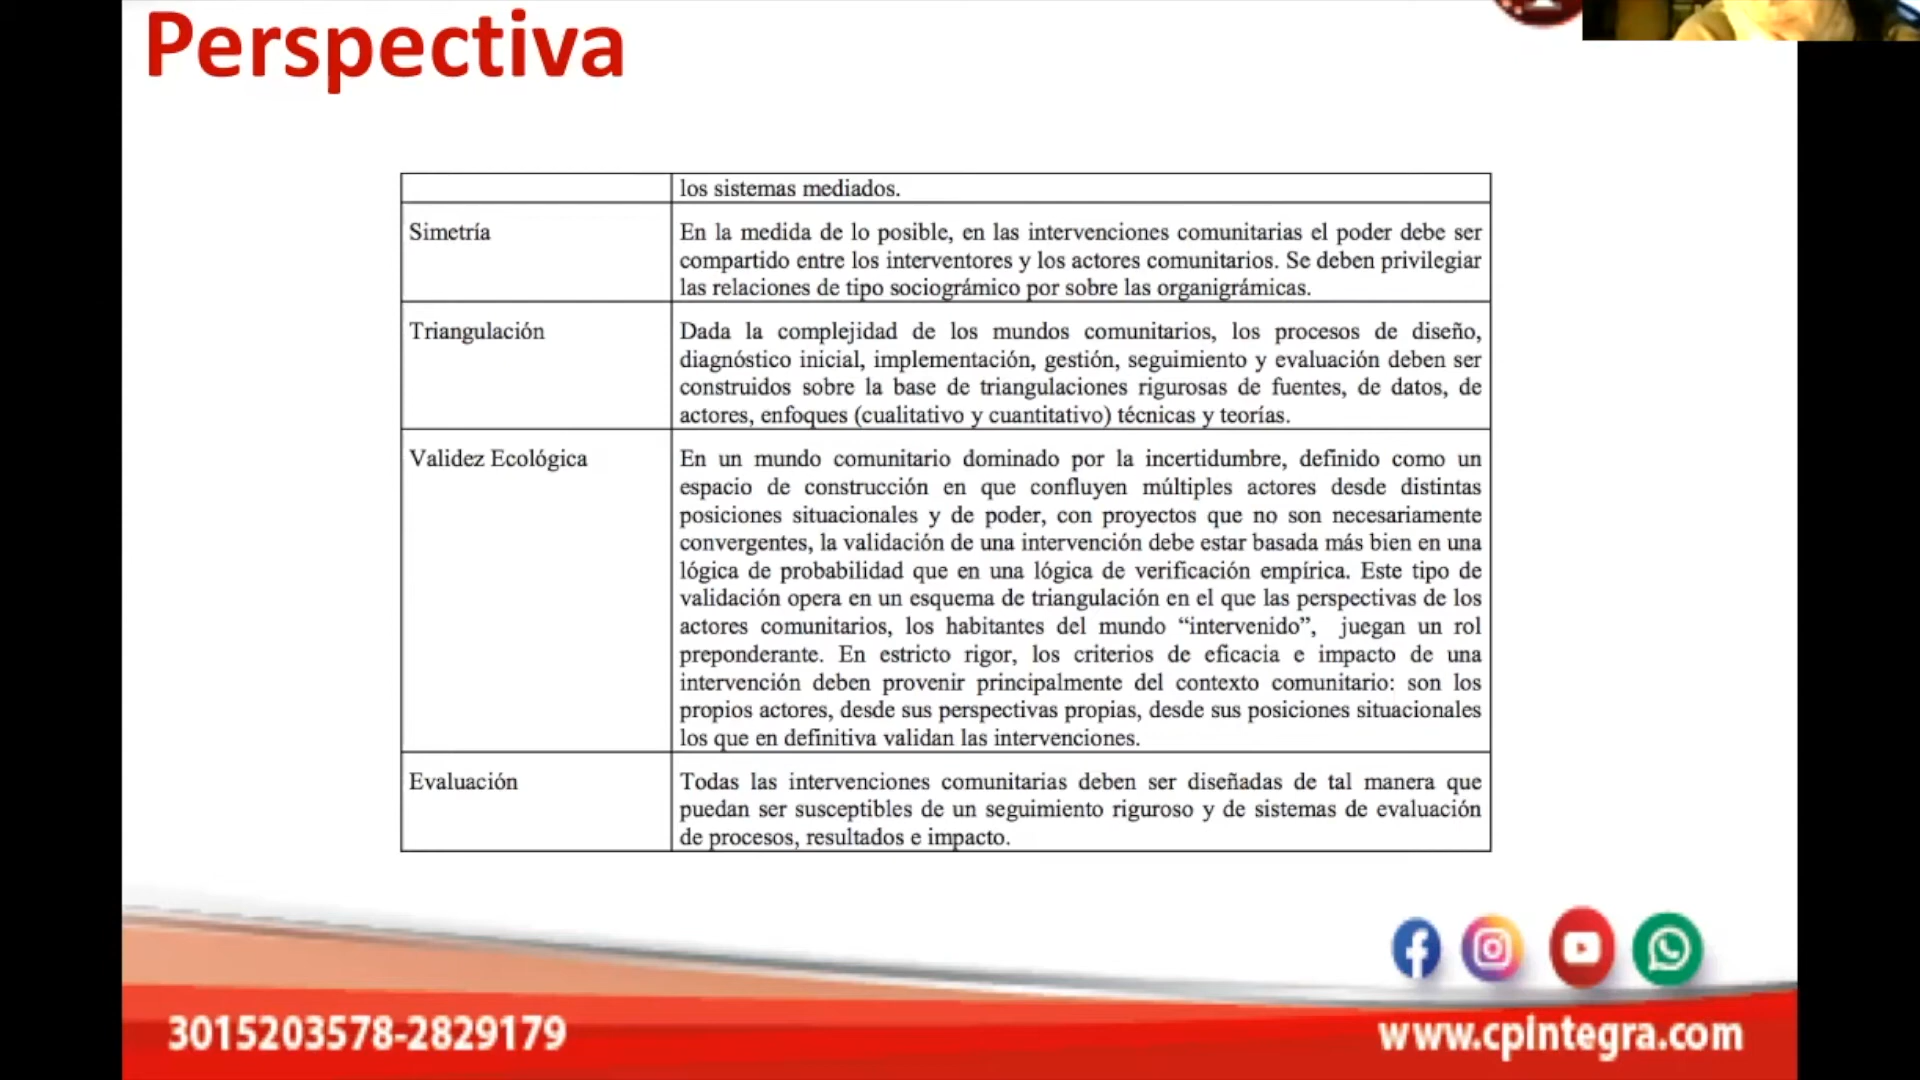 Perspectiva
los sistemas mediados.
Simetría
En la medida de lo posible, en las intervenciones comunitarias el poder debe ser
compartido entre los interventores y los actores comunitarios. Se deben privilegiar
las relaciones de tipo sociográmico por sobre las organigrámicas.
Triangulación
Dada la complejidad de los mundos comunitarios, los procesos de diseño,
diagnóstico inicial, implementación, gestión, seguimiento y evaluación deben ser
construidos sobre la base de triangulaciones rigurosas de fuentes, de datos, de
actores, enfoques (cualitativo y cuantitativo) técnicas y teorías.
Validez Ecológica
En un mundo comunitario dominado por la incertidumbre, definido como un
espacio de construcción en que confluyen múltiples actores desde distintas
posiciones situacionales y de poder, con proyectos que no son necesariamente
convergentes, la validación de una intervención debe estar basada más bien en una
lógica de probabilidad que en una lógica de verificación empírica. Este tipo de
validación opera en un esquema de triangulación en el que las perspectivas de los
actores comunitarios, los habitantes del mundo “intervenido”, juegan un rol
preponderante. En estricto rigor, los criterios de eficacia e impacto de una
intervención deben provenir principalmente del contexto comunitario: son los
propios actores, desde sus perspectivas propias, desde sus posiciones situacionales
los que en definitiva validan las intervenciones.
Evaluación
Todas las intervenciones comunitarias deben ser diseñadas de tal manera que
puedan ser susceptibles de un seguimiento riguroso y de sistemas de evaluación
de procesos, resultados e impacto.
3015203578-2829179
www.cpintegra.com